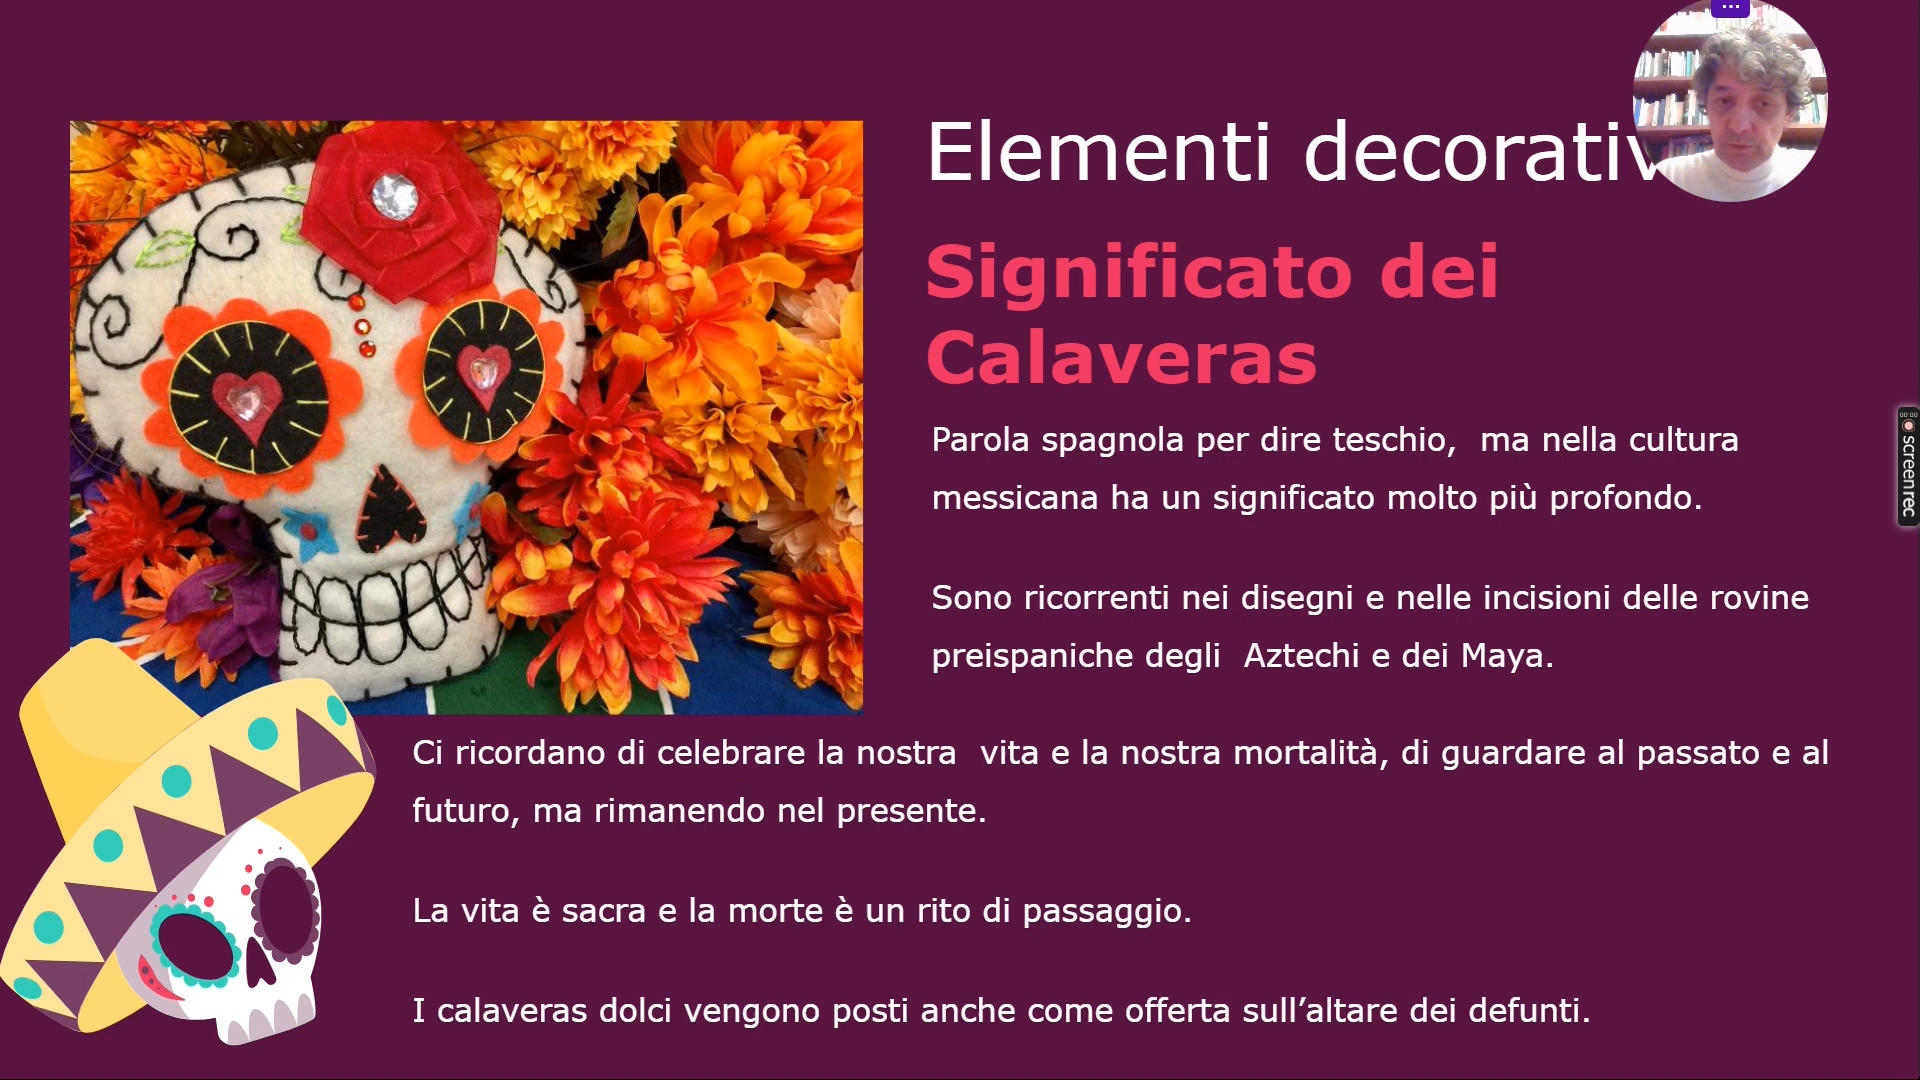 Elementi decorativ
Significato dei
Calaveras
Parola spagnola per dire teschio,  ma nella cultura
messicana ha un significato molto più profondo.
Sono ricorrenti nei disegni e nelle incisioni delle rovine
preispaniche degli  Aztechi e dei Maya.
Ci ricordano di celebrare la nostra  vita e la nostra mortalità, di guardare al passato e al
futuro, ma rimanendo nel presente.
La vita è sacra e la morte è un rito di passaggio.
I calaveras dolci vengono posti anche come offerta sull’altare dei defunti.
00:00
screenrec